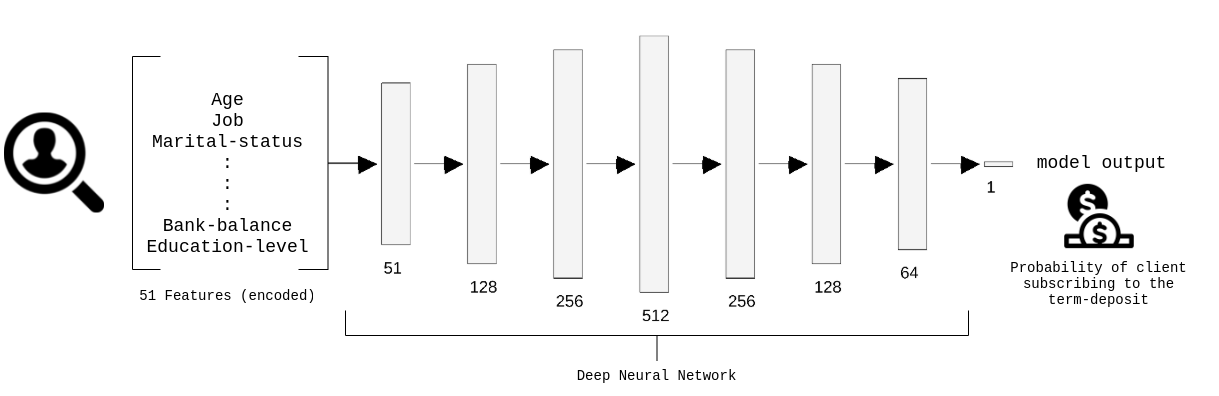 Age
Job
Marital-status
:
:
:
Bank-balance
Education-level
51 Features (encoded)
51
128
256
512
256
128
64
1
model output
$
$
Probability of client
subscribing to the
term-deposit
Deep Neural Network